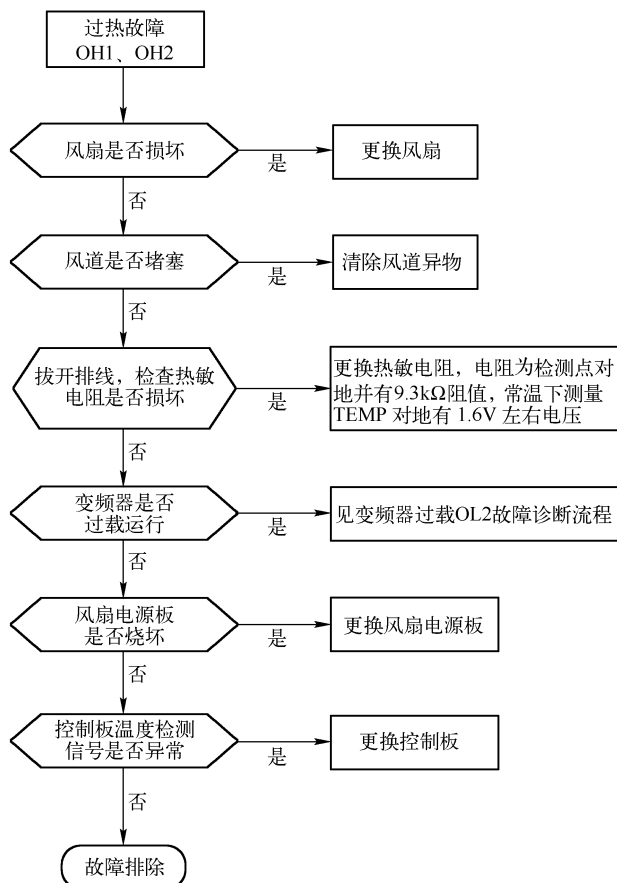 过热故障
OH1、OH2
风扇是否损坏
是
更换风扇
否
风道是否堵塞
是
清除风道异物
否
拔开排线，检查热敏
电阻是否损坏
是
更换热敏电阻，电阻为检测点对
地并有9.3kΩ阻值，常温下测量
TEMP 对地有 1.6V 左右电压
否
变频器是否
过载运行
是
见变频器过载OL2故障诊断流程
否
风扇电源板
是否烧坏
是
更换风扇电源板
否
控制板温度检测
信号是否异常
是
更换控制板
否
故障排除